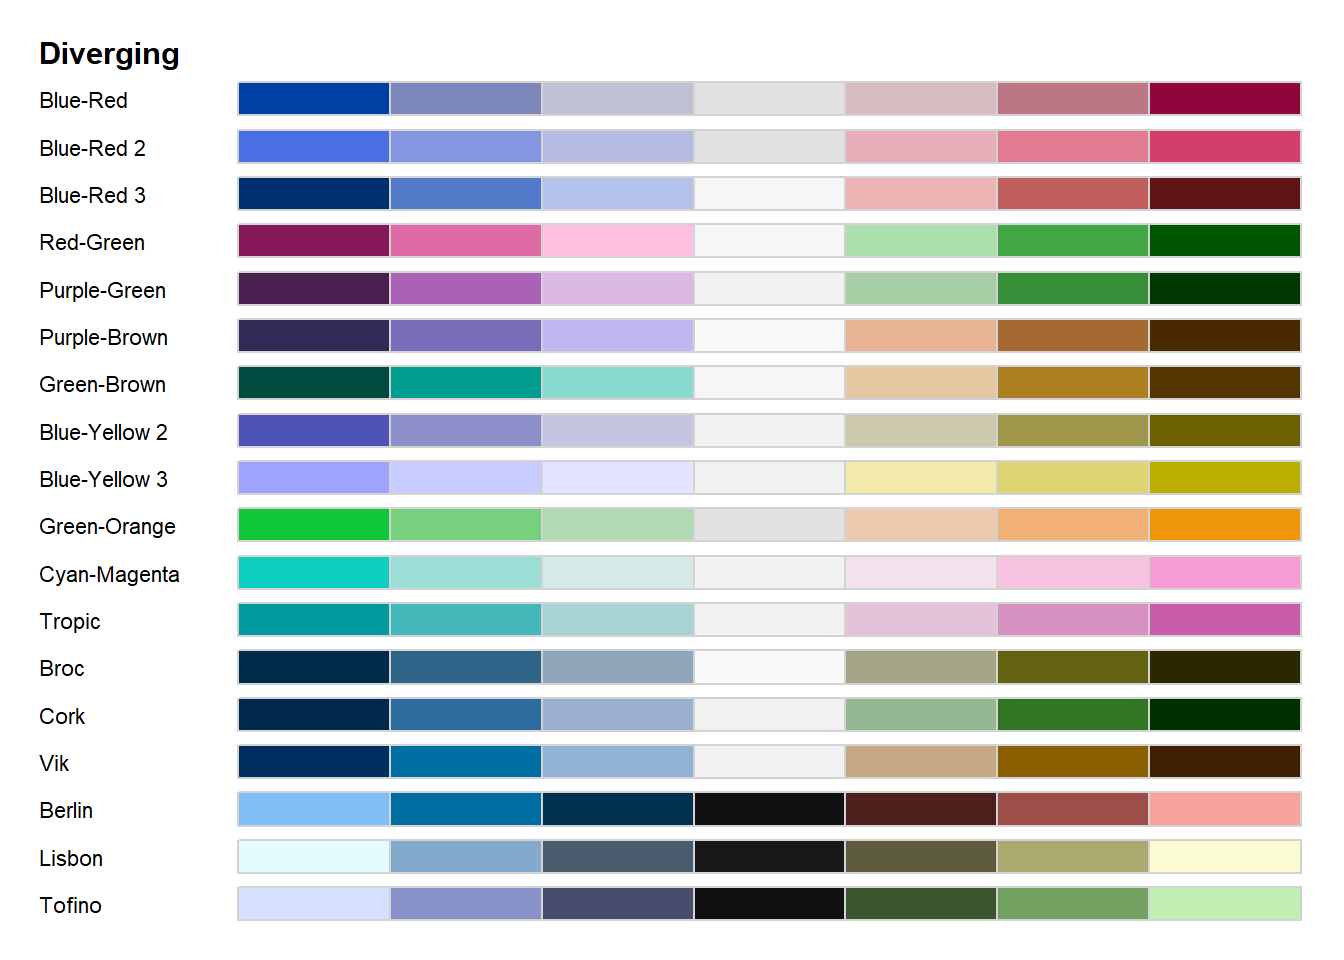 Diverging
Blue-Red
Blue-Red 2
Blue-Red 3
Red-Green
Purple-Green
Purple-Brown
Green-Brown
Blue-Yellow 2
Blue-Yellow 3
Green-Orange
Cyan-Magenta
Tropic
Broc
Cork
Vik
Berlin
Lisbon
Tofino